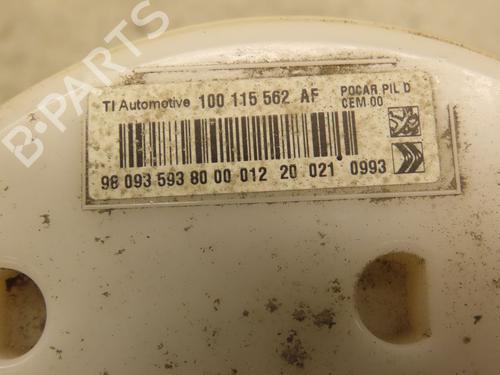 B-PARTS
TI Automotive 100 115 562 AF
POCAR PIL D
CEM 00
98 093 593 80 00 012 20 021 0993